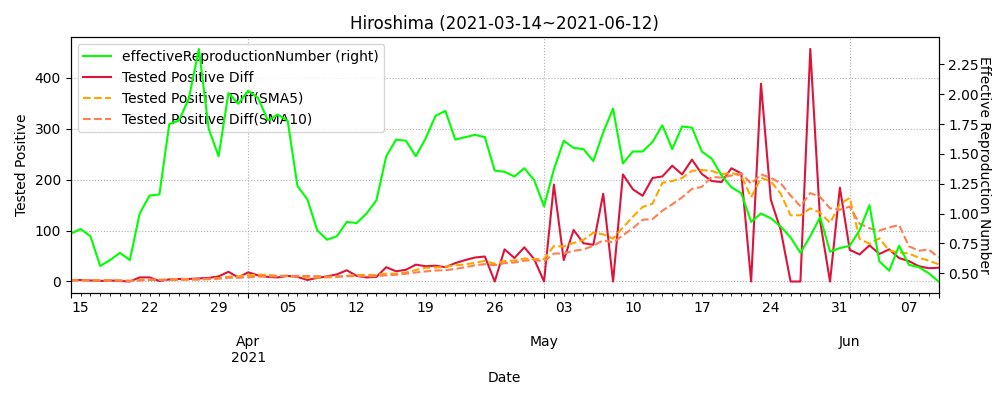 Hiroshima (2021-03-14~2021-06-12)
effectiveReproductionNumber (right)
Tested Positive Diff
Tested Positive Diff(SMA5)
Tested Positive Diff(SMA10)
Tested Positive
400
300
200
100
0
2.25
2.00
1.75
1.50
1.25
1.00
0.75
0.50
Effective Reproduction Number
15 22 29 05 12 19 26 03 10 17 24 31 07
Apr May Jun
2021
Date